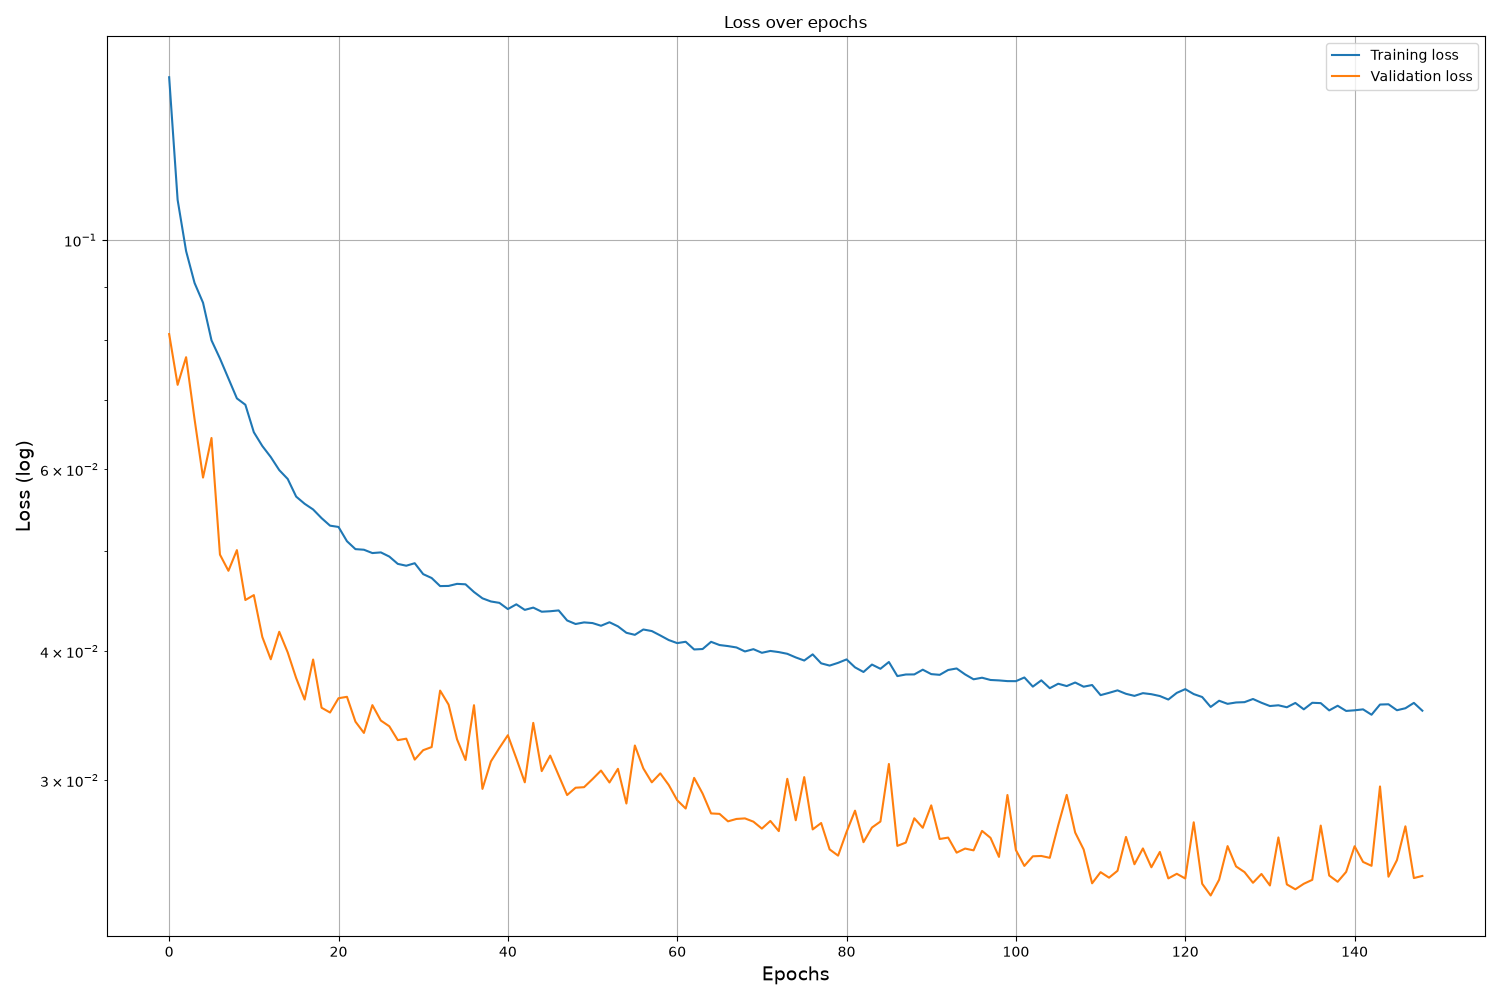 Loss over epochs
Training loss
Validation loss
10⁻¹
6 × 10⁻²
4 × 10⁻²
3 × 10⁻²
Loss (log)
0 20 40 60 80 100 120 140
Epochs